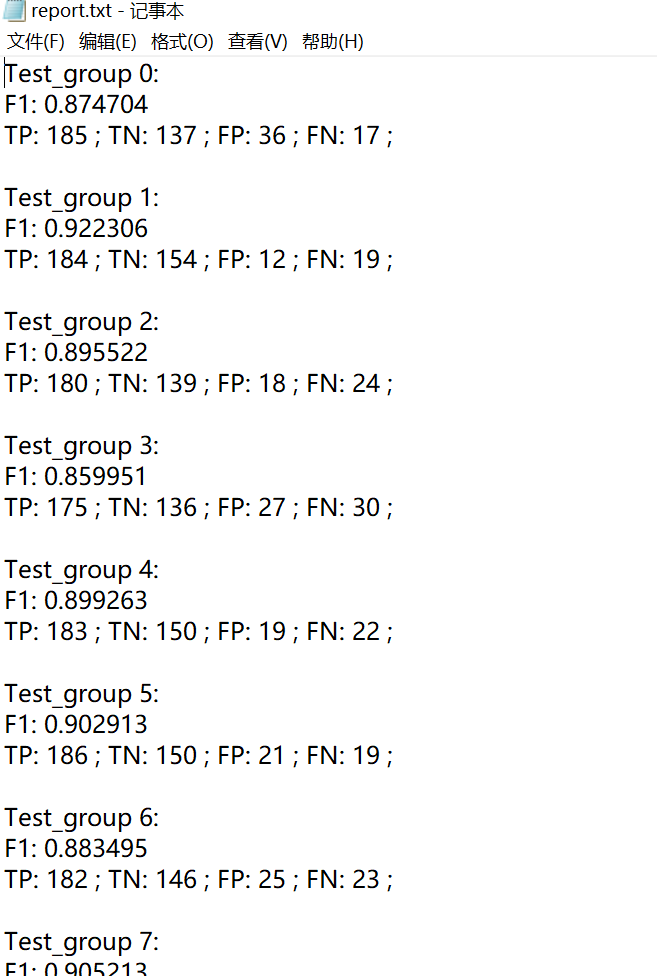 report.txt - 记事本
文件(F) 编辑(E) 格式(O) 查看(V) 帮助(H)
Test_group 0:
F1: 0.874704
TP: 185 ; TN: 137 ; FP: 36 ; FN: 17 ;
Test_group 1:
F1: 0.922306
TP: 184 ; TN: 154 ; FP: 12 ; FN: 19 ;
Test_group 2:
F1: 0.895522
TP: 180 ; TN: 139 ; FP: 18 ; FN: 24 ;
Test_group 3:
F1: 0.859951
TP: 175 ; TN: 136 ; FP: 27 ; FN: 30 ;
Test_group 4:
F1: 0.899263
TP: 183 ; TN: 150 ; FP: 19 ; FN: 22 ;
Test_group 5:
F1: 0.902913
TP: 186 ; TN: 150 ; FP: 21 ; FN: 19 ;
Test_group 6:
F1: 0.883495
TP: 182 ; TN: 146 ; FP: 25 ; FN: 23 ;
Test_group 7:
F1: 0.905213